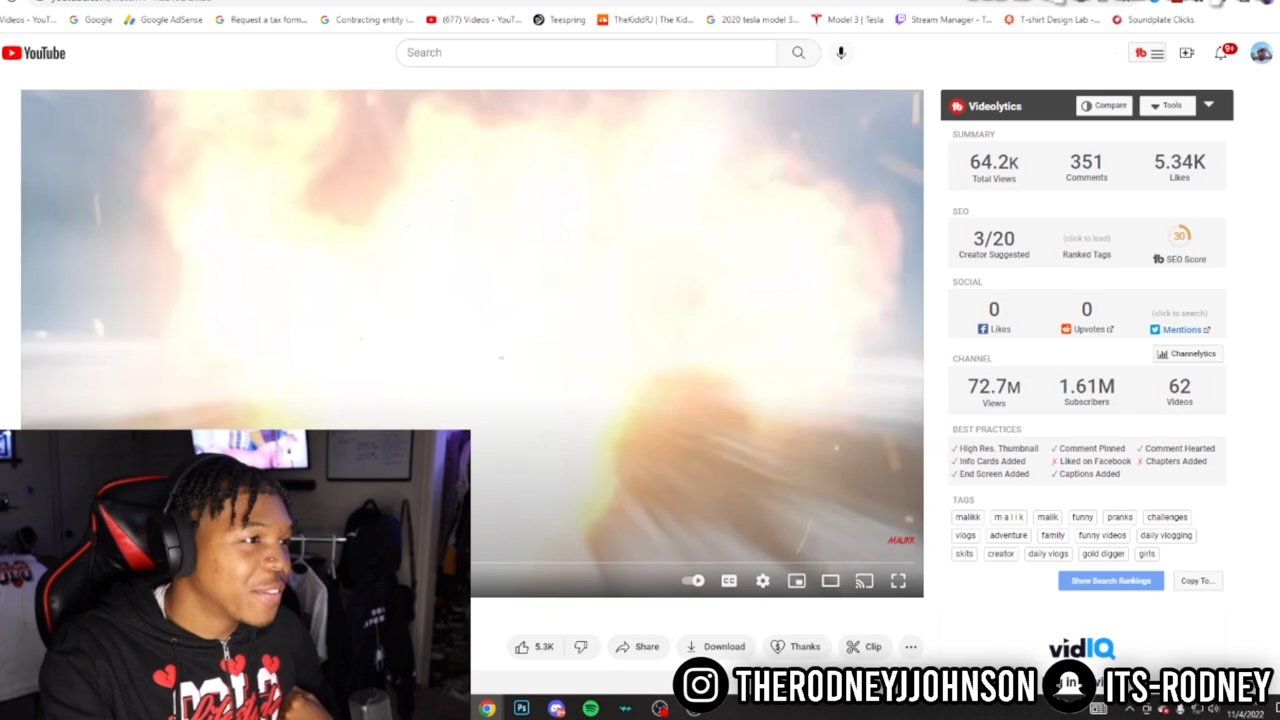 Videos - YouT...
Google
Google AdSense
Request a tax form...
Contracting entity i...
(677) Videos - YouT...
Teespring
TheKiddRJ | The Kid...
2020 tesla model 3...
Model 3 | Tesla
Stream Manager - T...
T-shirt Design Lab -...
Soundplate Clicks
YouTube
Search
tb
9+
tb Videolytics
Compare
Tools
SUMMARY
64.2K
351
5.34K
Total Views
Comments
Likes
SEO
3/20
(click to load)
30
Creator Suggested
Ranked Tags
tb SEO Score
SOCIAL
0
0
(click to search)
Likes
Upvotes
Mentions
Channelytics
CHANNEL
72.7M
1.61M
62
Views
Subscribers
Videos
BEST PRACTICES
✓ High Res. Thumbnail ✓ Comment Pinned ✓ Comment Hearted
✓ Info Cards Added ✗ Liked on Facebook ✗ Chapters Added
✓ End Screen Added ✓ Captions Added
TAGS
malikk m a l i k malik funny pranks challenges
vlogs adventure family funny videos daily vlogging
skits creator daily vlogs gold digger girls
Show Search Rankings
Copy To...
MALIKK
CC
5.3K
Share
Download
Thanks
Clip
...
vidIQ
THERODNEYJJOHNSON
ITS-RODNEY
Ps
11/4/2022